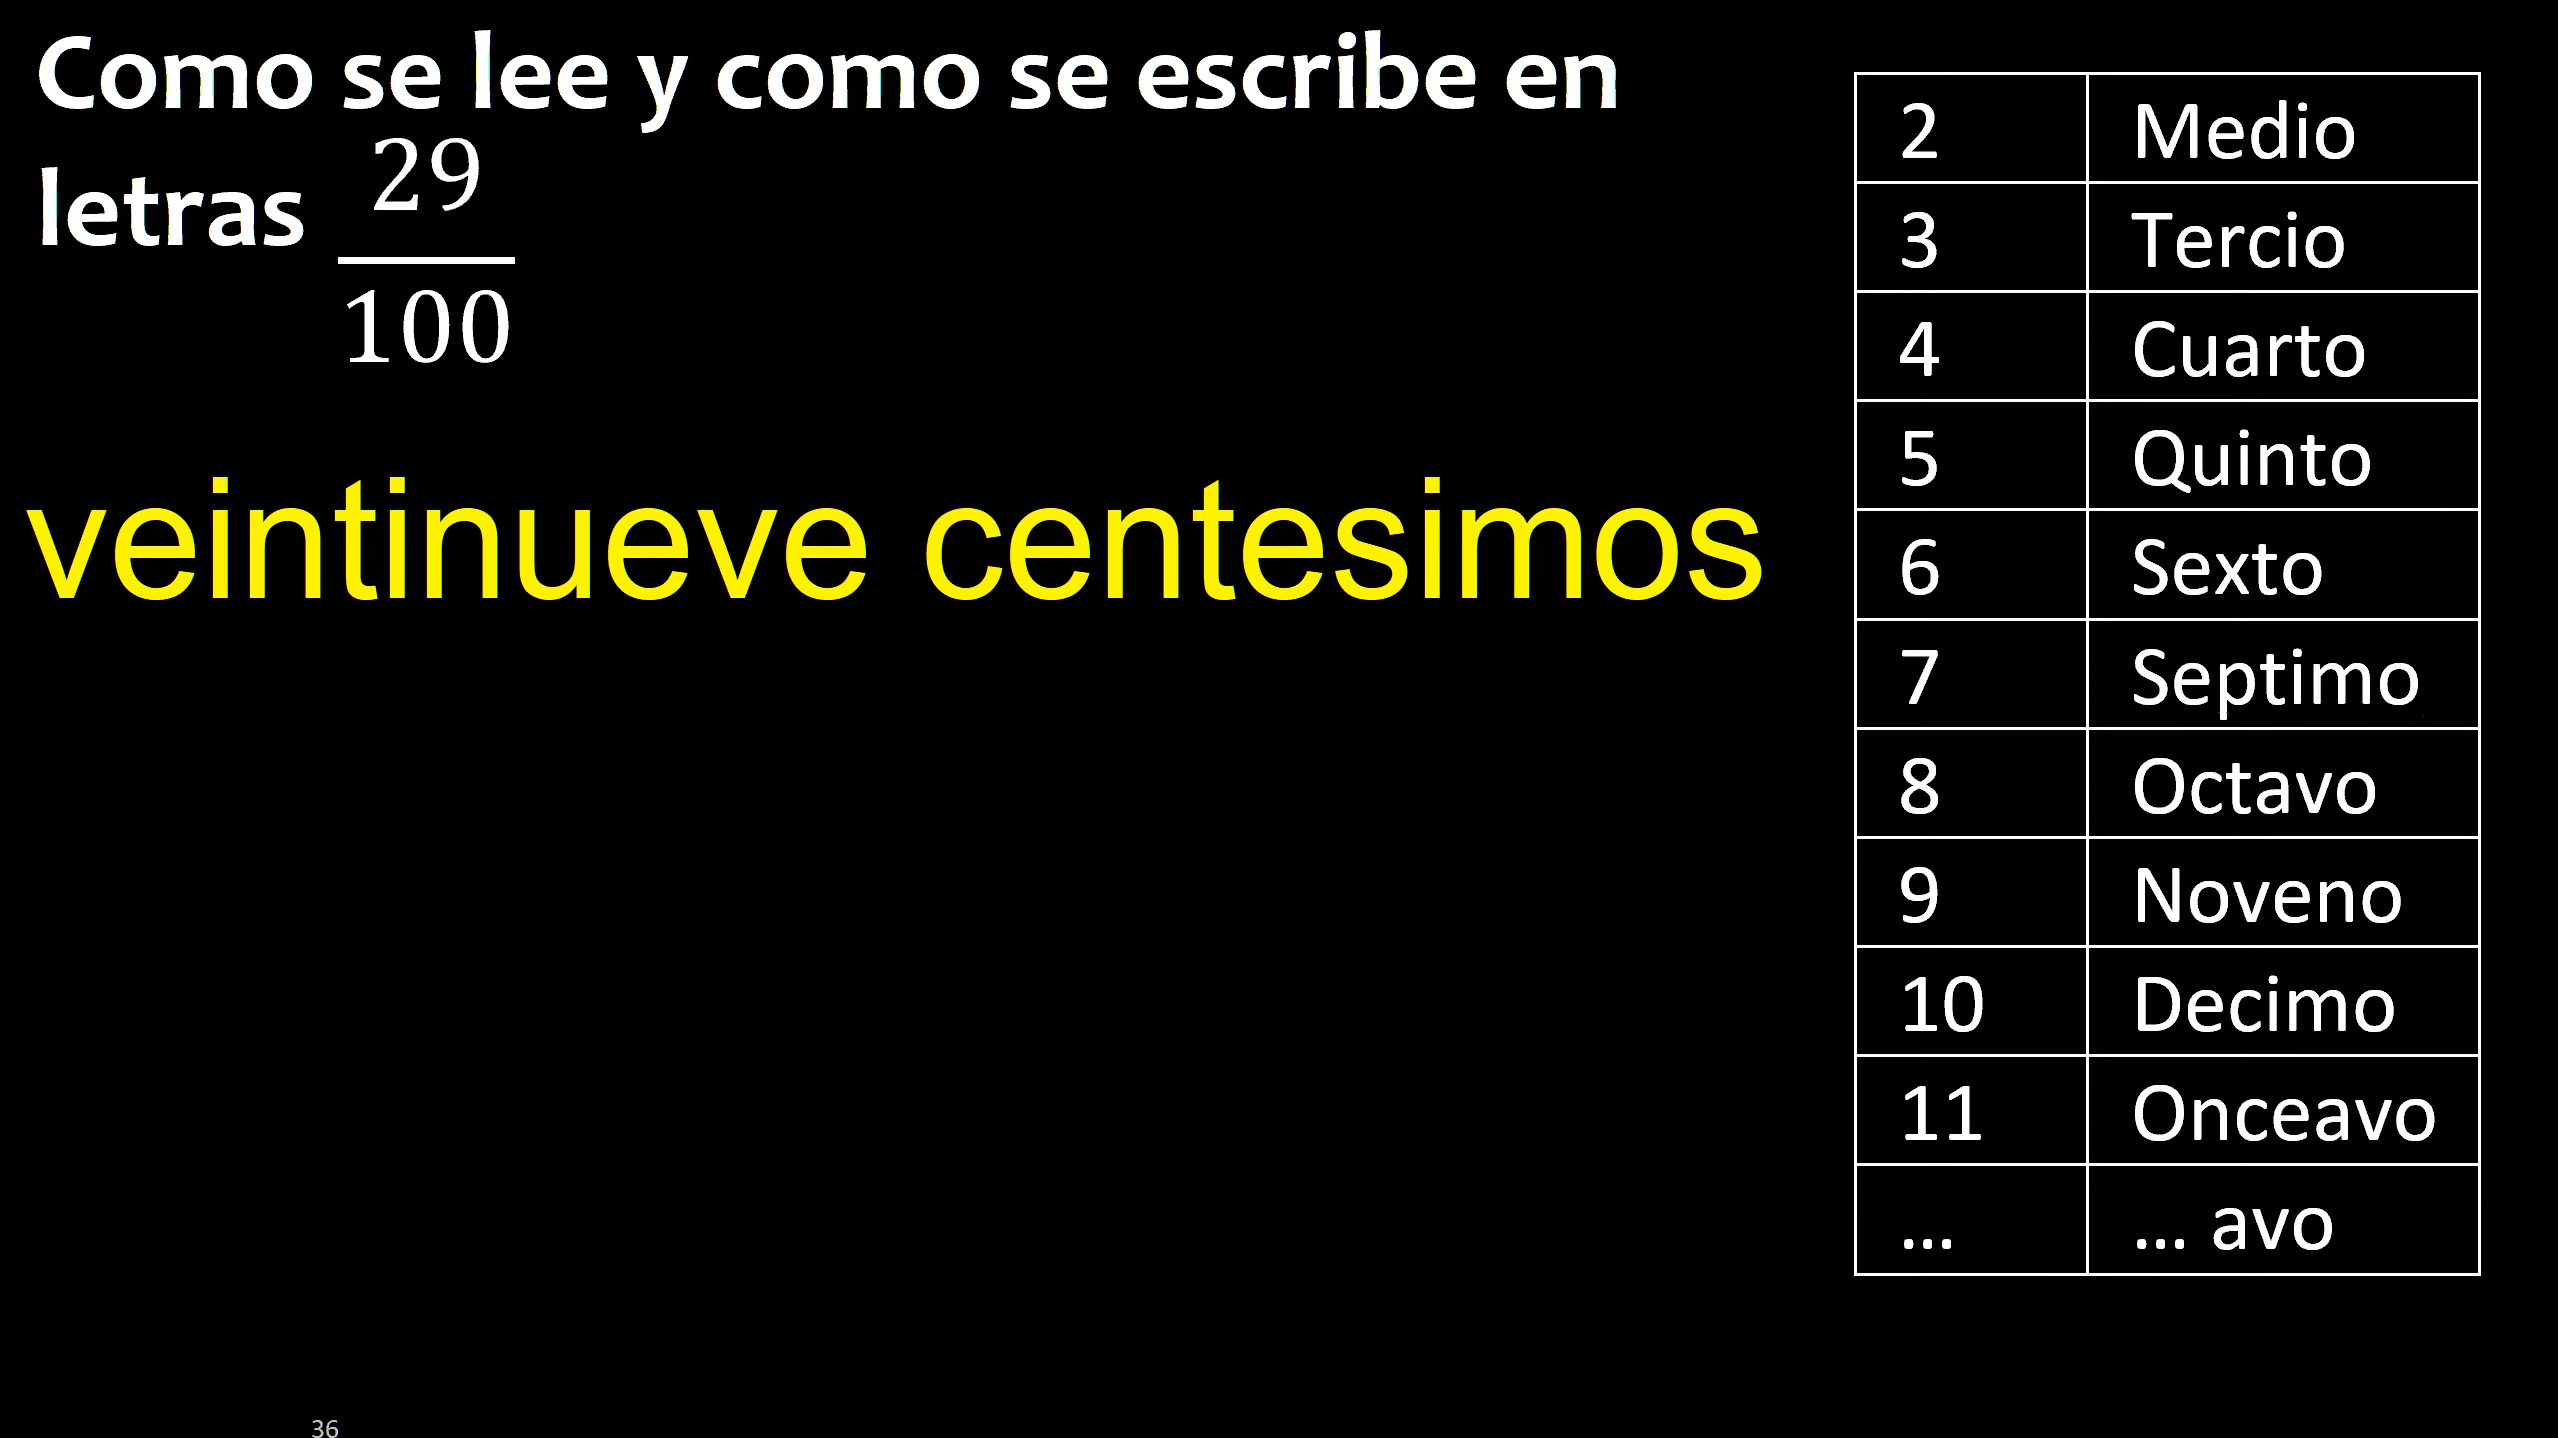 Como se lee y como se escribe en
letras 29/100
veintinueve centesimos
2 Medio
3 Tercio
4 Cuarto
5 Quinto
6 Sexto
7 Septimo
8 Octavo
9 Noveno
10 Decimo
11 Onceavo
... ... avo
36